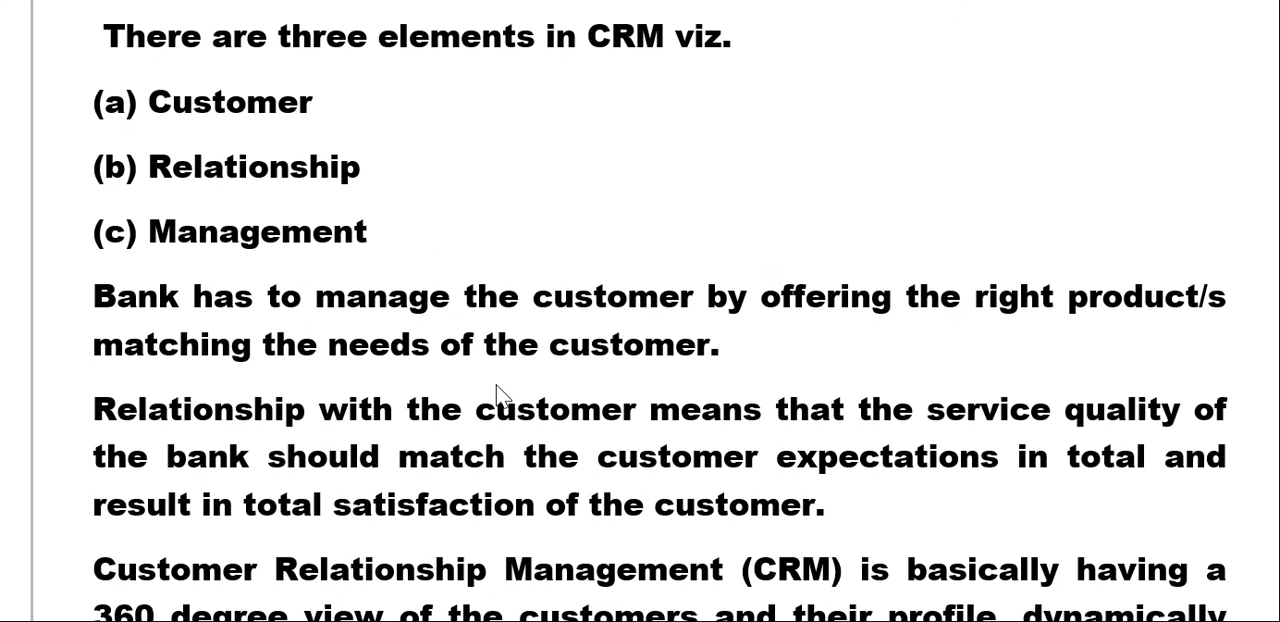 There are three elements in CRM viz.
(a) Customer
(b) Relationship
(c) Management
Bank has to manage the customer by offering the right product/s
matching the needs of the customer.
Relationship with the customer means that the service quality of
the bank should match the customer expectations in total and
result in total satisfaction of the customer.
Customer Relationship Management (CRM) is basically having a
360 degree view of the customers and their profile, dynamically